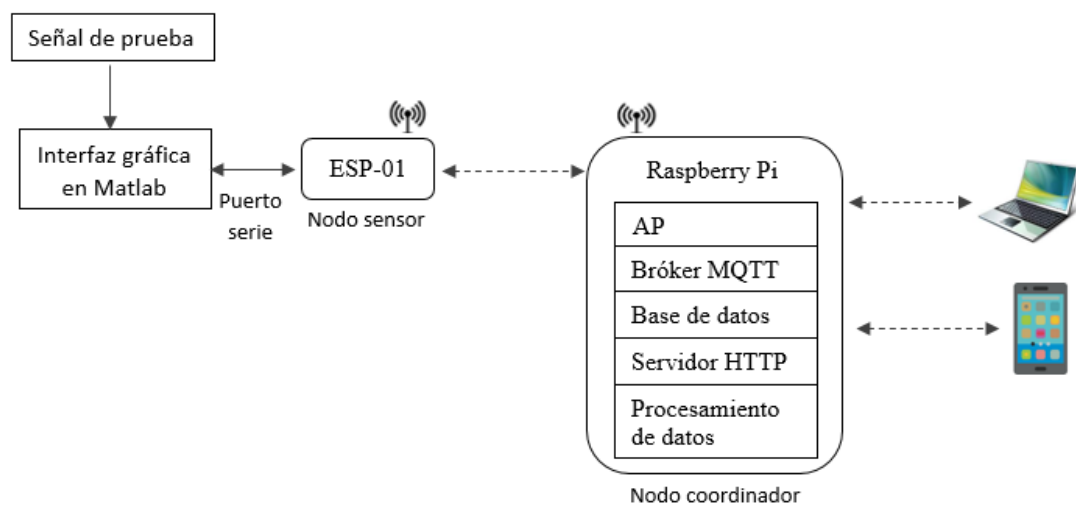 Señal de prueba
Interfaz gráfica
en Matlab
Puerto
serie
ESP-01
Nodo sensor
Raspberry Pi
AP
Bróker MQTT
Base de datos
Servidor HTTP
Procesamiento
de datos
Nodo coordinador